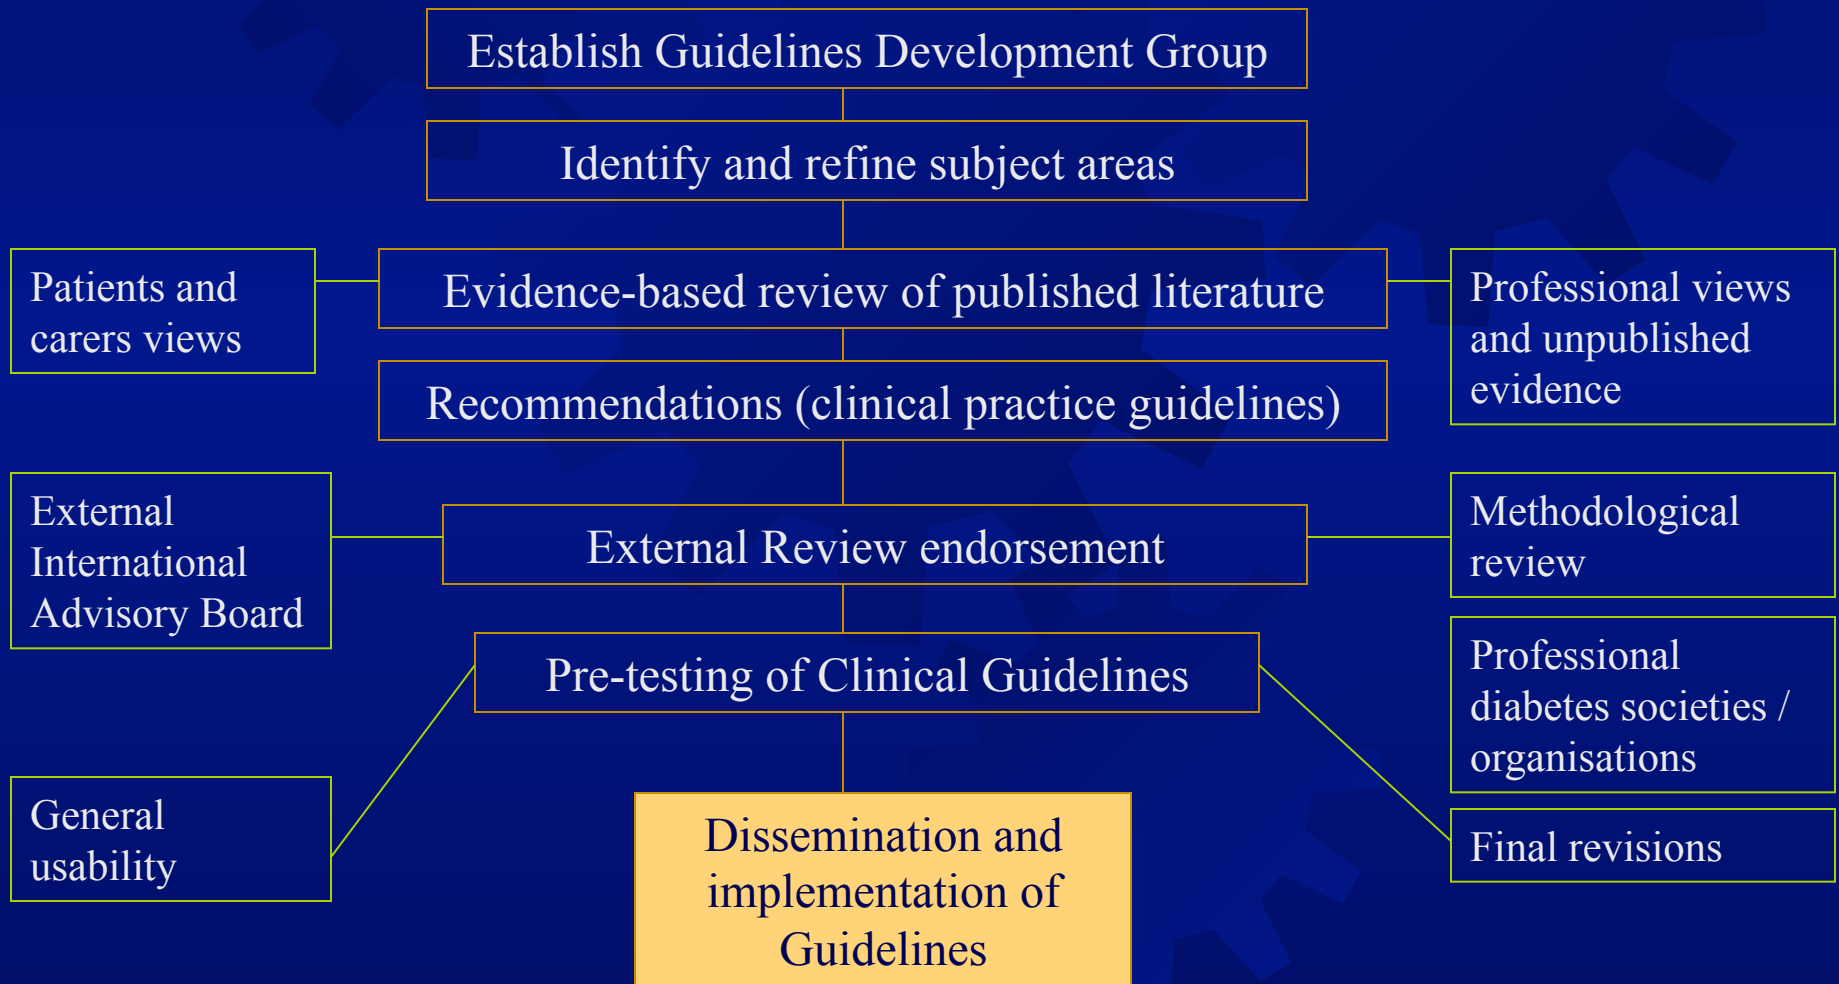 Establish Guidelines Development Group
Identify and refine subject areas
Patients and
carers views
Evidence-based review of published literature
Professional views
and unpublished
evidence
Recommendations (clinical practice guidelines)
External
International
Advisory Board
External Review endorsement
Methodological
review
Pre-testing of Clinical Guidelines
Professional
diabetes societies /
organisations
General
usability
Dissemination and
implementation of
Guidelines
Final revisions